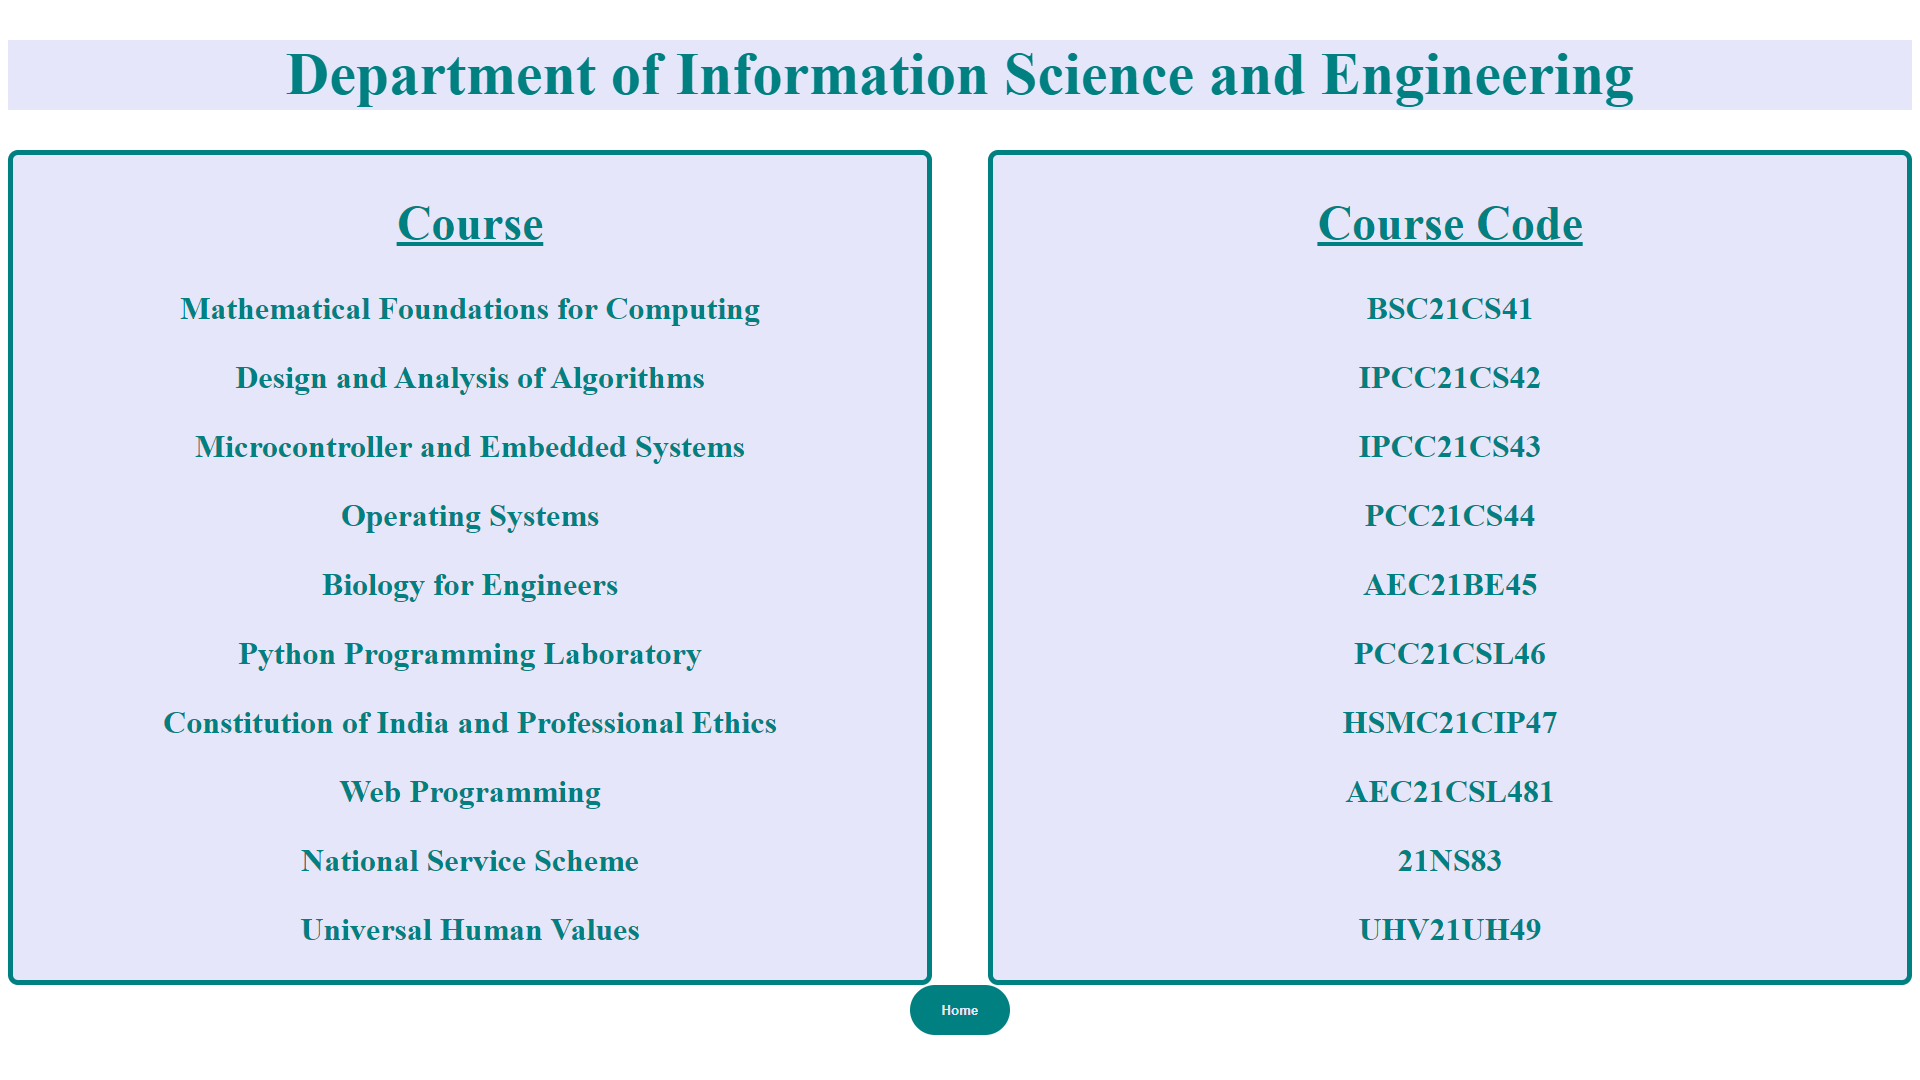 Department of Information Science and Engineering
Course
Mathematical Foundations for Computing
Design and Analysis of Algorithms
Microcontroller and Embedded Systems
Operating Systems
Biology for Engineers
Python Programming Laboratory
Constitution of India and Professional Ethics
Web Programming
National Service Scheme
Universal Human Values
Course Code
BSC21CS41
IPCC21CS42
IPCC21CS43
PCC21CS44
AEC21BE45
PCC21CSL46
HSMC21CIP47
AEC21CSL481
21NS83
UHV21UH49
Home